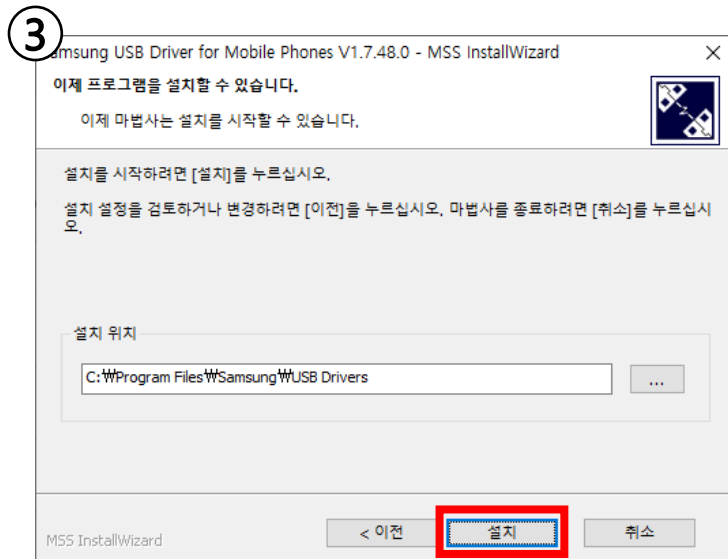 ③
amsung USB Driver for Mobile Phones V1.7.48.0 - MSS InstallWizard
이제 프로그램을 설치할 수 있습니다.
이제 마법사는 설치를 시작할 수 있습니다.
설치를 시작하려면 [설치]를 누르십시오.
설치 설정을 검토하거나 변경하려면 [이전]을 누르십시오. 마법사를 종료하려면 [취소]를 누르십시
오.
설치 위치
C:₩Program Files₩Samsung₩USB Drivers
...
MSS InstallWizard
< 이전
설치
취소